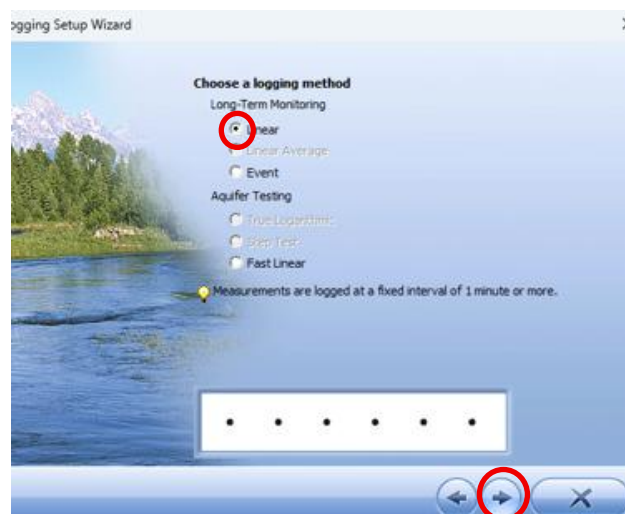 ogging Setup Wizard
Choose a logging method
Long-Term Monitoring
Linear
Linear Average
Event
Aquifer Testing
True Logarithmic
Step Test
Fast Linear
Measurements are logged at a fixed interval of 1 minute or more.